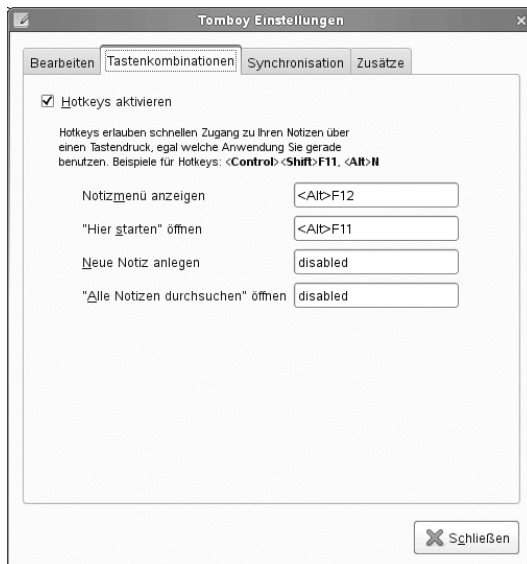 Tomboy Einstellungen
Bearbeiten Tastenkombinationen Synchronisation Zusätze
Hotkeys aktivieren
Hotkeys erlauben schnellen Zugang zu Ihren Notizen über
einen Tastendruck, egal welche Anwendung Sie gerade
benutzen. Beispiele für Hotkeys: <Control><Shift>F11, <Alt>N
Notizmenü anzeigen <Alt>F12
"Hier starten" öffnen <Alt>F11
Neue Notiz anlegen disabled
"Alle Notizen durchsuchen" öffnen disabled
Schließen